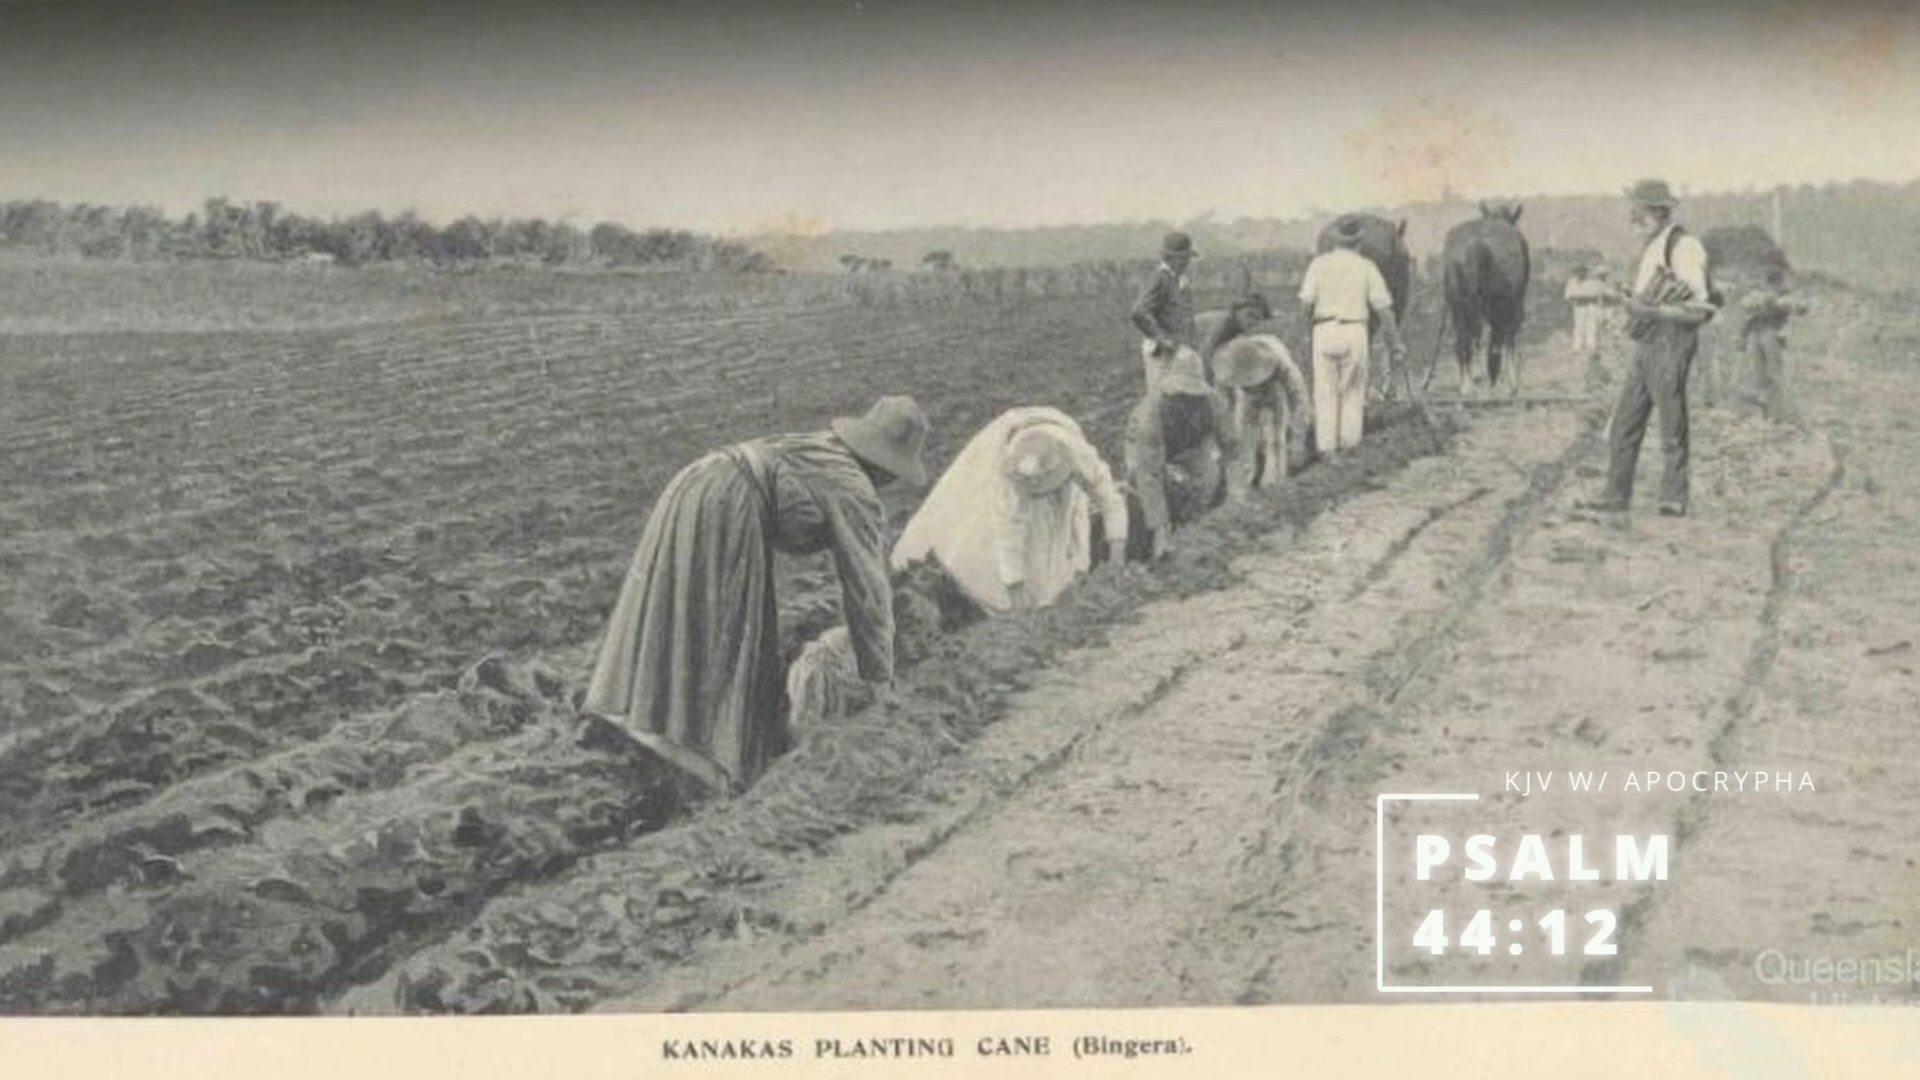 KJV W/ APOCRYPHA
PSALM
44:12
KANAKAS PLANTING CANE (Bingera).